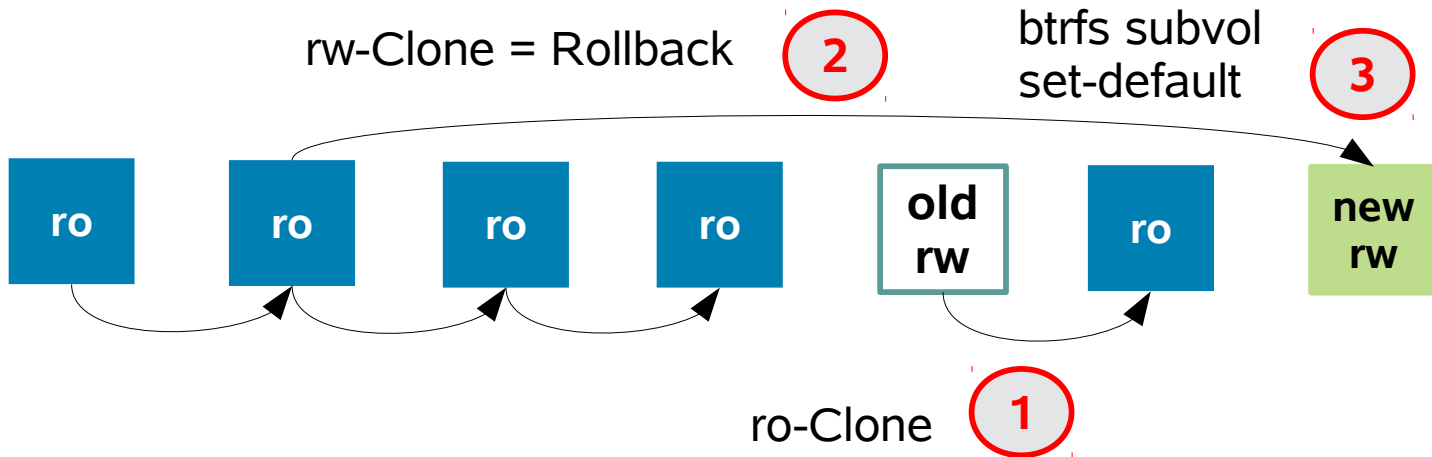 rw-Clone = Rollback
2
btrfs subvol
set-default
3
ro
ro
ro
ro
old
rw
ro
new
rw
ro-Clone
1